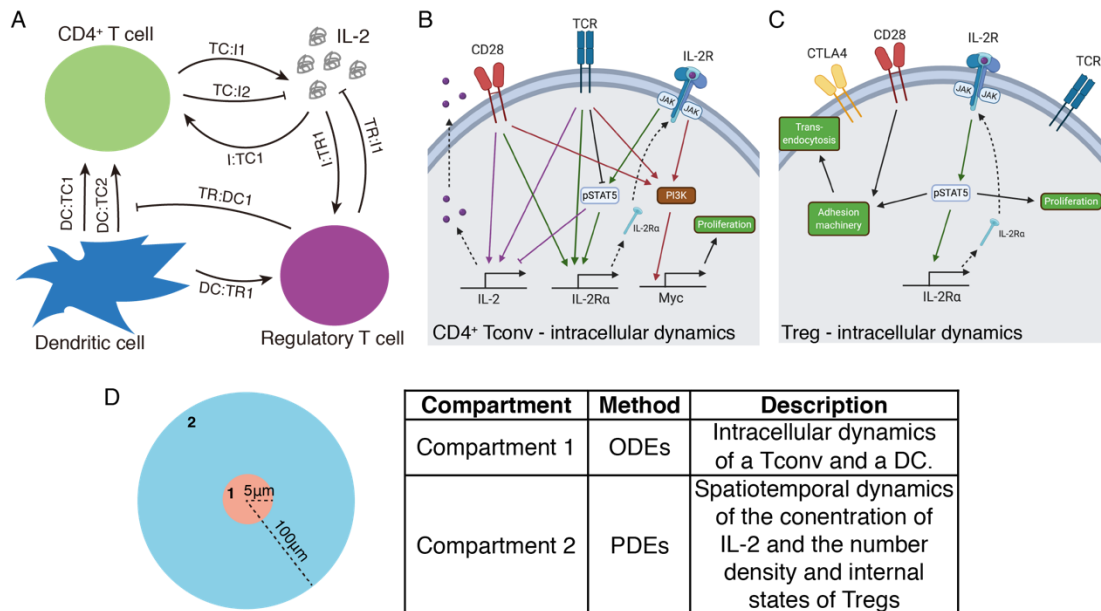 A
CD4⁺ T cell
IL-2
TC:I1
TC:I2
I:TC1
I:TR1
TR:I1
DC:TC1
DC:TC2
TR:DC1
DC:TR1
Dendritic cell
Regulatory T cell
B
CD28
TCR
IL-2R
JAK
JAK
pSTAT5
PI3K
Proliferation
IL-2Rα
IL-2
IL-2Rα
Myc
CD4⁺ Tconv - intracellular dynamics
C
CTLA4
CD28
IL-2R
TCR
JAK
JAK
Trans-
endocytosis
pSTAT5
Adhesion
machinery
Proliferation
IL-2Rα
IL-2Rα
Treg - intracellular dynamics
D
2
1
5μm
100μm
Compartment Method Description
Compartment 1 ODEs Intracellular dynamics
of a Tconv and a DC.
Compartment 2 PDEs Spatiotemporal dynamics
of the conentration of
IL-2 and the number
density and internal
states of Tregs